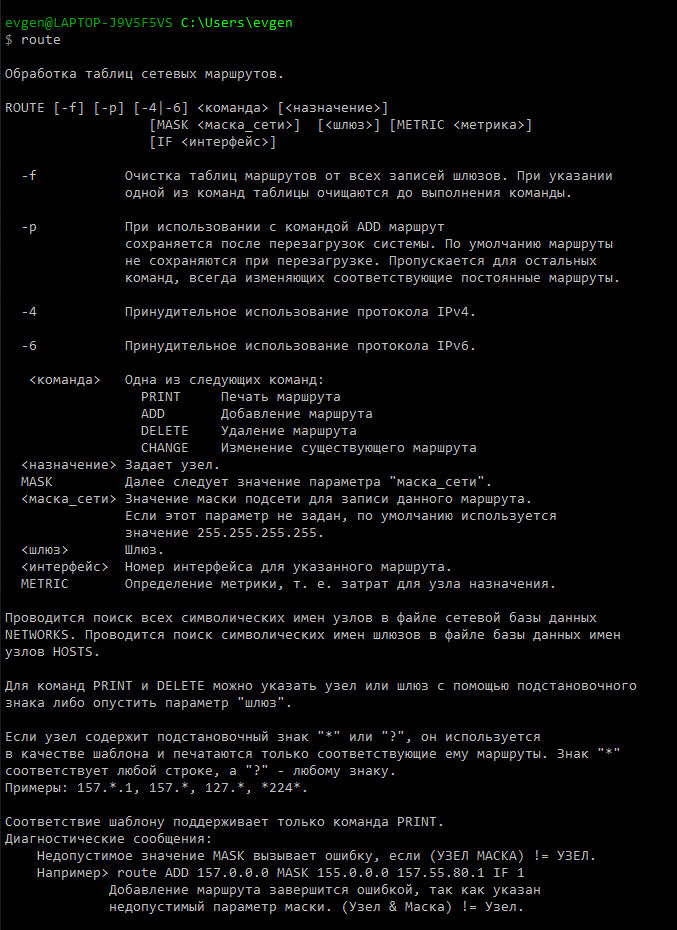 evgen@LAPTOP-J9V5F5VS C:\Users\evgen
$ route
Обработка таблиц сетевых маршрутов.
ROUTE [-f] [-p] [-4|-6] <команда> [<назначение>]
[MASK <маска_сети>] [<шлюз>] [METRIC <метрика>]
[IF <интерфейс>]
-f Очистка таблиц маршрутов от всех записей шлюзов. При указании
одной из команд таблицы очищаются до выполнения команды.
-p При использовании с командой ADD маршрут
сохраняется после перезагрузок системы. По умолчанию маршруты
не сохраняются при перезагрузке. Пропускается для остальных
команд, всегда изменяющих соответствующие постоянные маршруты.
-4 Принудительное использование протокола IPv4.
-6 Принудительное использование протокола IPv6.
<команда> Одна из следующих команд:
PRINT Печать маршрута
ADD Добавление маршрута
DELETE Удаление маршрута
CHANGE Изменение существующего маршрута
<назначение> Задает узел.
MASK Далее следует значение параметра "маска_сети".
<маска_сети> Значение маски подсети для записи данного маршрута.
Если этот параметр не задан, по умолчанию используется
значение 255.255.255.255.
<шлюз> Шлюз.
<интерфейс> Номер интерфейса для указанного маршрута.
METRIC Определение метрики, т. е. затрат для узла назначения.
Проводится поиск всех символических имен узлов в файле сетевой базы данных
NETWORKS. Проводится поиск символических имен шлюзов в файле базы данных имен
узлов HOSTS.
Для команд PRINT и DELETE можно указать узел или шлюз с помощью подстановочного
знака либо опустить параметр "шлюз".
Если узел содержит подстановочный знак "*" или "?", он используется
в качестве шаблона и печатаются только соответствующие ему маршруты. Знак "*"
соответствует любой строке, а "?" - любому знаку.
Примеры: 157.*.1, 157.*, 127.*, *224*.
Соответствие шаблону поддерживает только команда PRINT.
Диагностические сообщения:
Недопустимое значение MASK вызывает ошибку, если (УЗЕЛ МАСКА) != УЗЕЛ.
Например> route ADD 157.0.0.0 MASK 155.0.0.0 157.55.80.1 IF 1
Добавление маршрута завершится ошибкой, так как указан
недопустимый параметр маски. (Узел & Маска) != Узел.